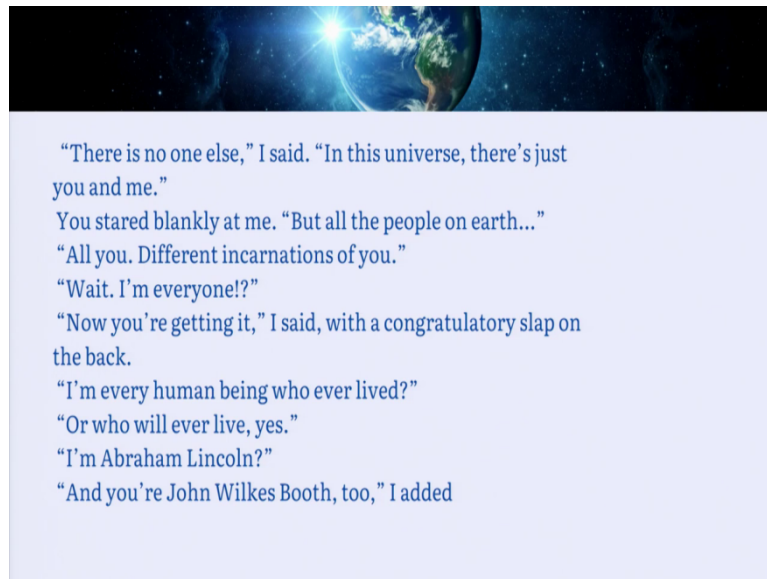 “There is no one else,” I said. “In this universe, there’s just
you and me.”
You stared blankly at me. “But all the people on earth…”
“All you. Different incarnations of you.”
“Wait. I’m everyone!?”
“Now you’re getting it,” I said, with a congratulatory slap on
the back.
“I’m every human being who ever lived?”
“Or who will ever live, yes.”
“I’m Abraham Lincoln?”
“And you’re John Wilkes Booth, too,” I added